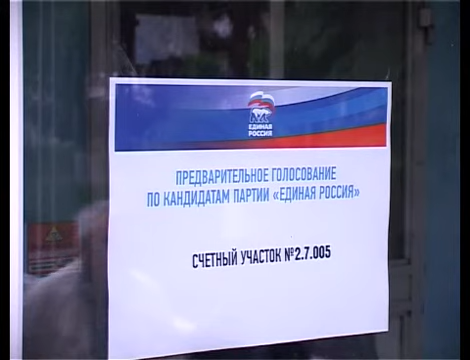 ЕДИНАЯ
РОССИЯ
ПРЕДВАРИТЕЛЬНОЕ ГОЛОСОВАНИЕ
ПО КАНДИДАТАМ ПАРТИИ «ЕДИНАЯ РОССИЯ»
СЧЕТНЫЙ УЧАСТОК №2.7.005